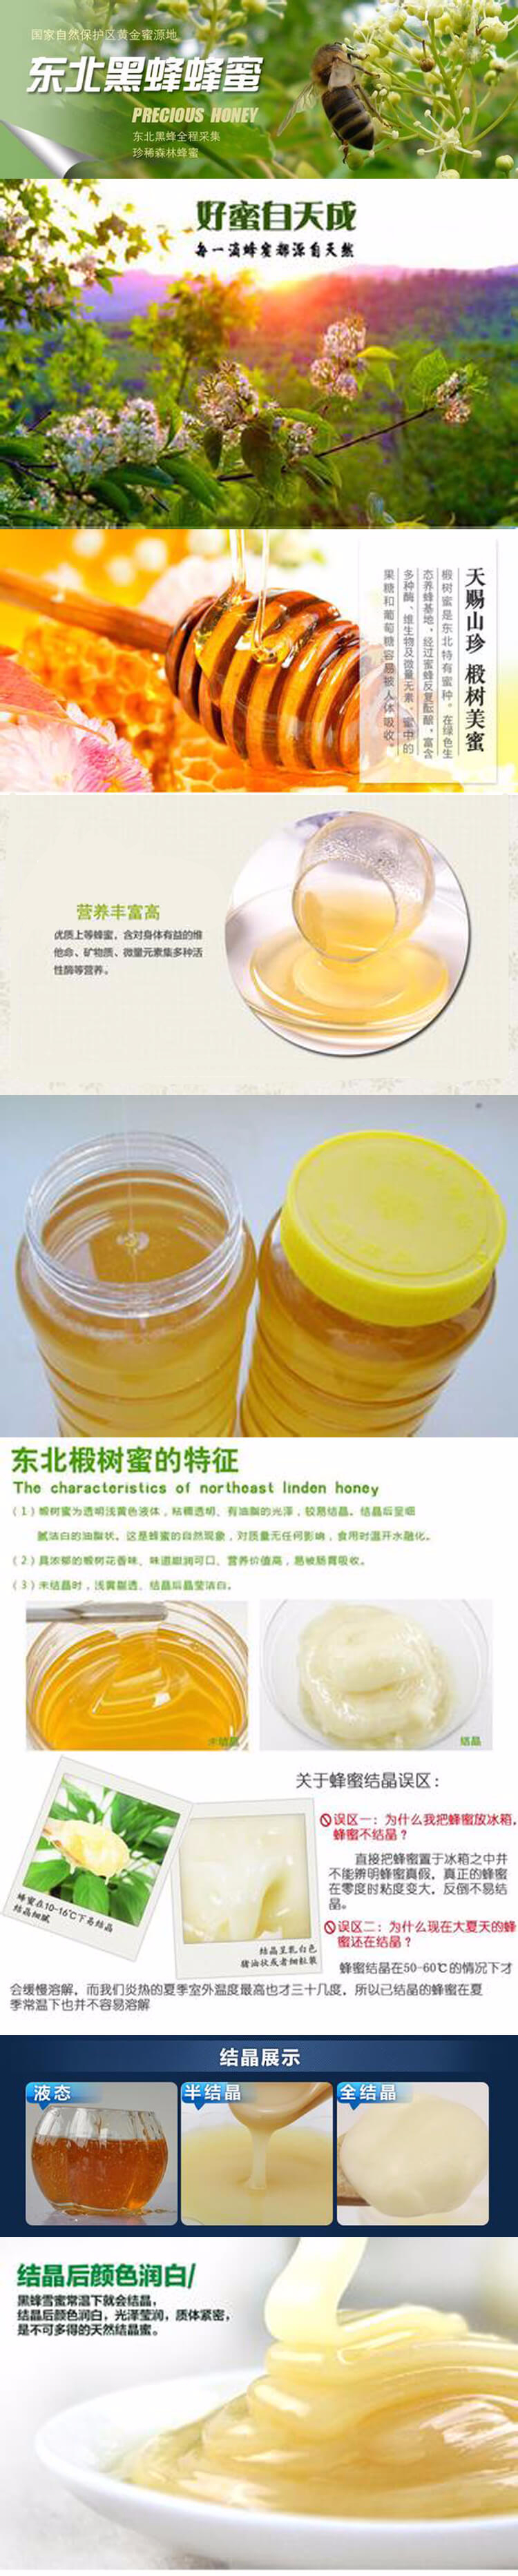 国家自然保护区黄金蜜源地
东北黑蜂蜂蜜
PRECIOUS HONEY
东北黑蜂全程采集
珍稀森林蜂蜜
好蜜自天成
每一滴蜂蜜都源自天然
天赐山珍 椴树美蜜
椴树蜜是东北特有蜜种。在绿色生
态养蜂基地，经过蜜蜂反复酝酿，富含
多种酶、维生物及微量元素、蜜中的
果糖和葡萄糖容易被人体吸收。
营养丰富高
优质上等蜂蜜，含对身体有益的维
他命、矿物质、微量元素集多种活
性酶等营养。
东北椴树蜜的特征
The characteristics of northeast linden honey
（1）椴树蜜为透明浅黄色液体，粘稠透明、有油脂的光泽，较易结晶。结晶后呈细
腻洁白的油脂状。这是蜂蜜的自然现象，对质量无任何影响，食用时温开水融化。
（2）具浓郁的椴树花香味、味道甜润可口、营养价值高，易被肠胃吸收。
（3）未结晶时，浅黄黏透、结晶后晶莹洁白。
未结晶
结晶
关于蜂蜜结晶误区：
误区一：为什么我把蜂蜜放冰箱，
蜂蜜不结晶？
直接把蜂蜜置于冰箱之中并
不能辨明蜂蜜真假，真正的蜂蜜
在零度时粘度变大，反倒不易结
晶。
蜂蜜在10-16℃下易结晶
结晶细腻
结晶呈乳白色
猪油状或者细粒装
误区二：为什么现在大夏天的蜂
蜜还在结晶？
蜂蜜结晶在50-60℃的情况下才
会缓慢溶解，而我们炎热的夏季室外温度最高也才三十几度，所以已结晶的蜂蜜在夏
季常温下也并不容易溶解
结晶展示
液态
半结晶
全结晶
结晶后颜色润白/
黑蜂雪蜜常温下就会结晶，
结晶后颜色润白，光泽莹润，质体紧密，
是不可多得的天然结晶蜜。